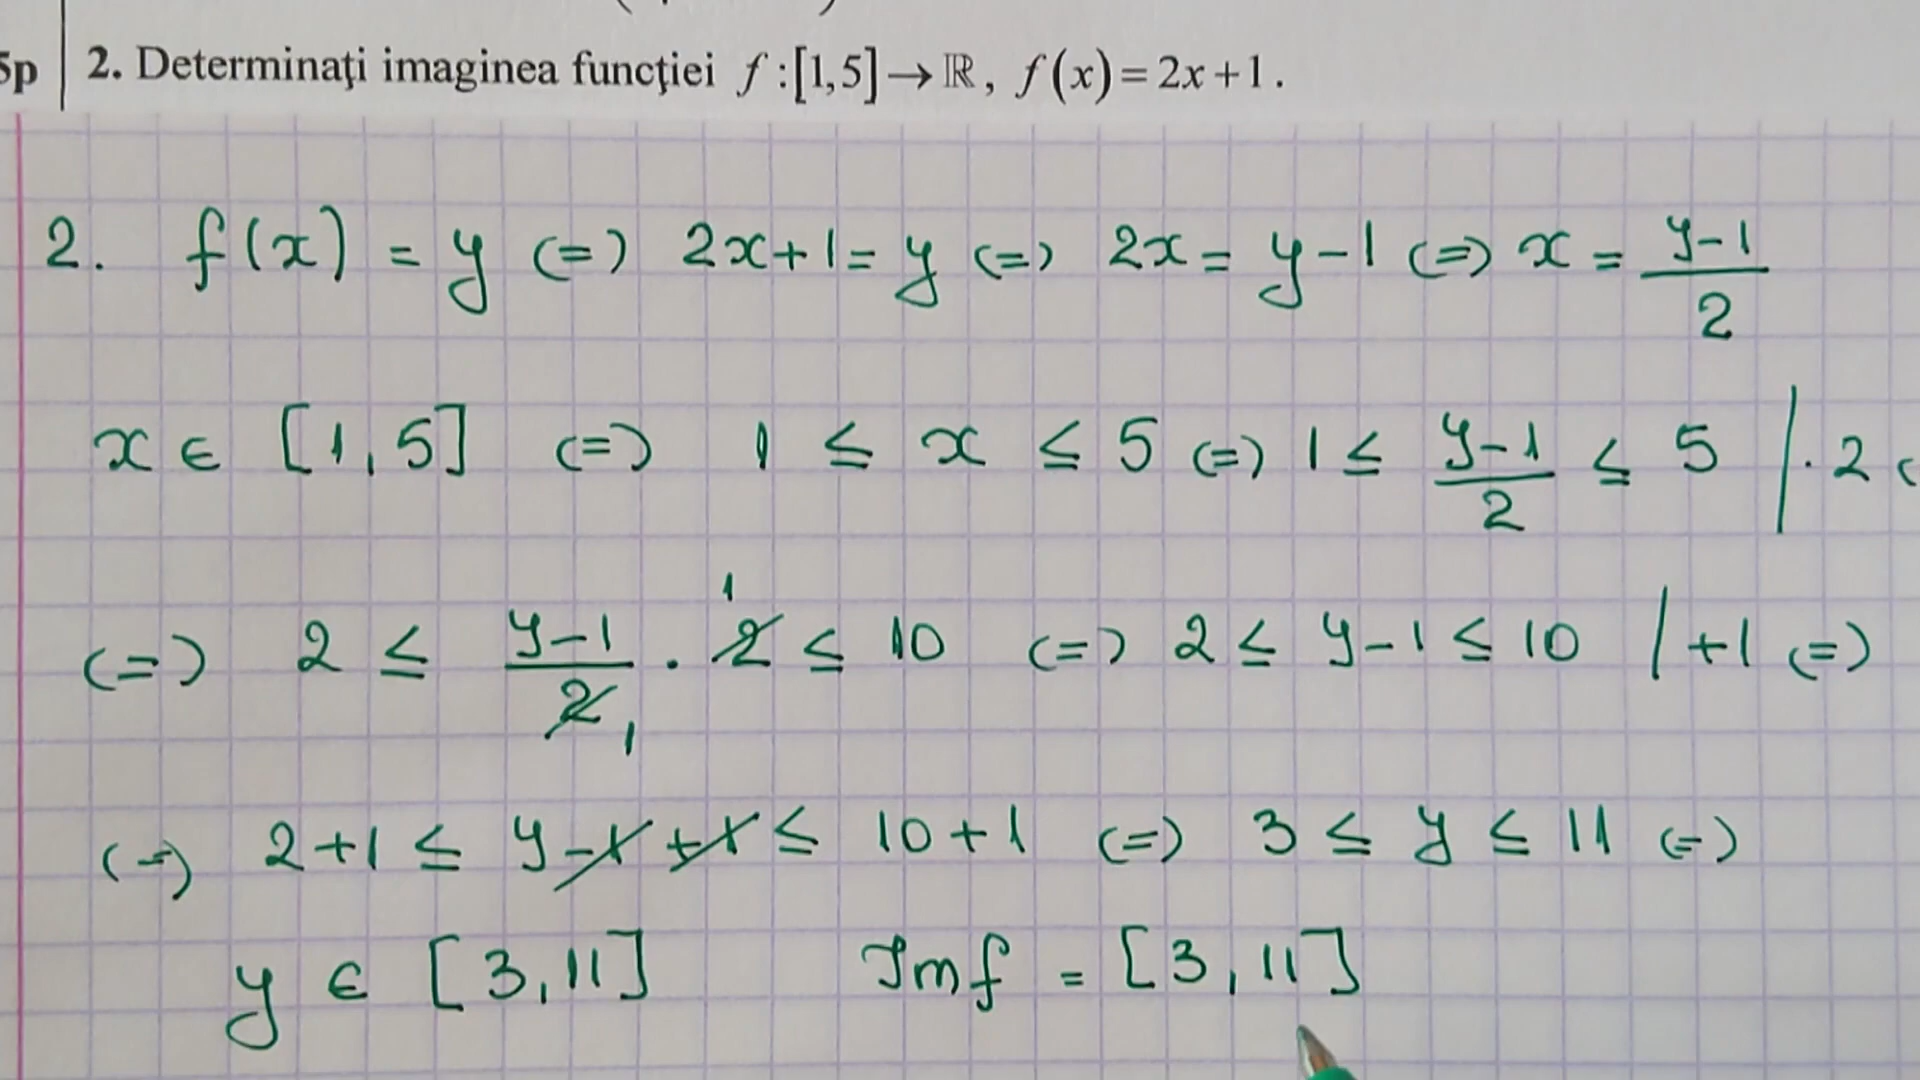 5p 2. Determinaţi imaginea funcţiei f :[1,5]→ℝ, f(x)=2x+1.
2. f(x) = y (=) 2x+1 = y (=) 2x = y-1 (=) x = (y-1)/2
x ∈ [1,5] (=) 1 ≤ x ≤ 5 (=) 1 ≤ (y-1)/2 ≤ 5 | · 2 (
(=) 2 ≤ (y-1)/2 1 · 2 1 ≤ 10 (=) 2 ≤ y-1 ≤ 10 | +1 (=)
(=) 2+1 ≤ y-1+1 ≤ 10+1 (=) 3 ≤ y ≤ 11 (=)
y ∈ [3,11] Imf = [3,11]